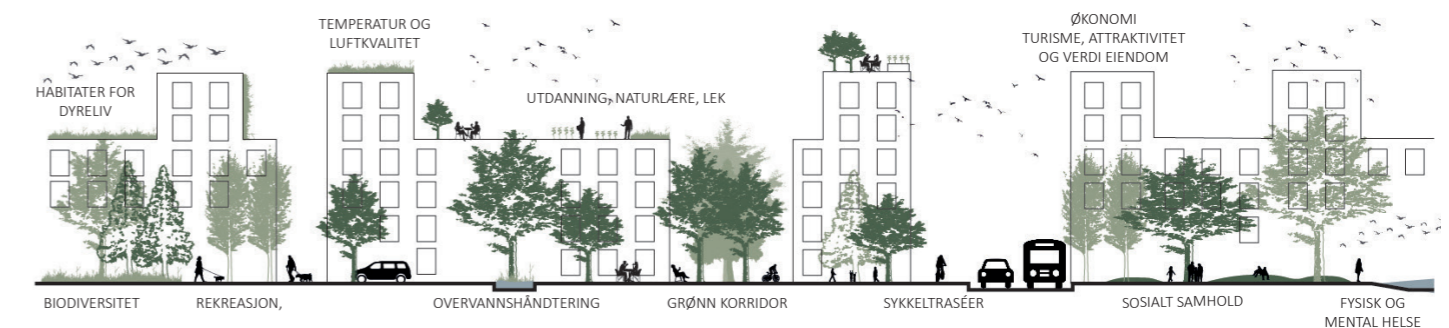 TEMPERATUR OG
LUFTKVALITET
ØKONOMI
TURISME, ATTRAKTIVITET
OG VERDI EIENDOM
HABITATER FOR
DYRELIV
UTDANNING, NATURLÆRE, LEK
BIODIVERSITET
REKREASJON,
OVERVANNSHÅNDTERING
GRØNN KORRIDOR
SYKKELTRASÉER
SOSIALT SAMHOLD
FYSISK OG
MENTAL HELSE